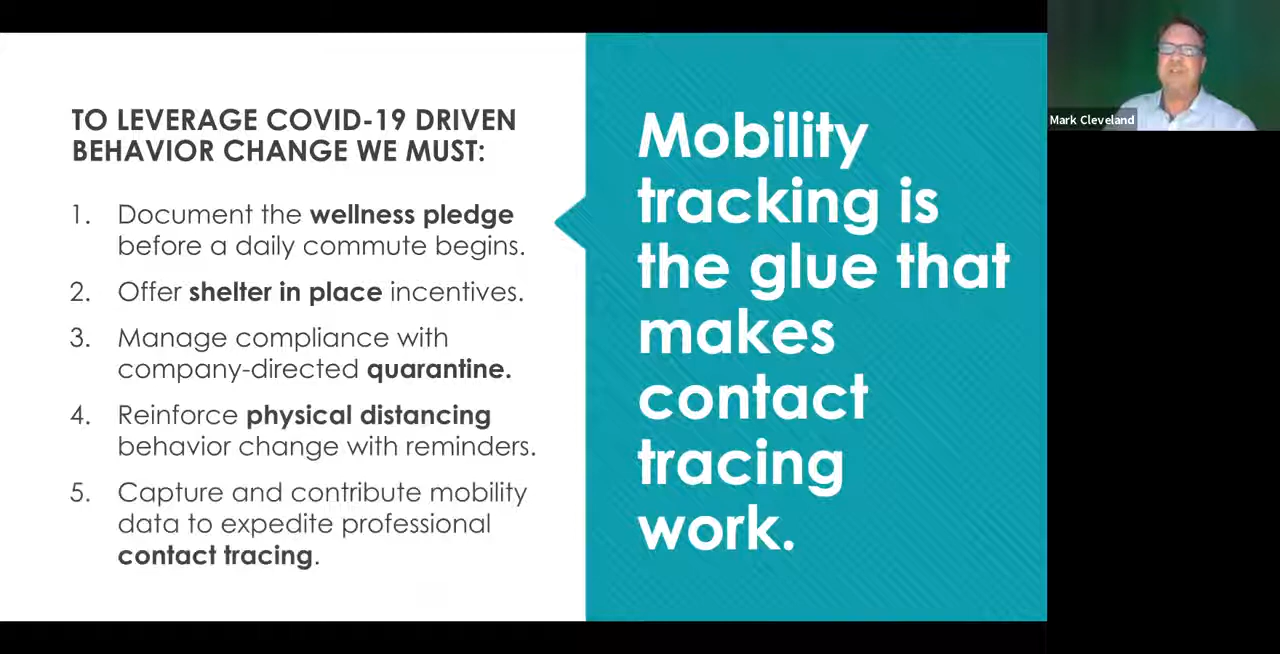 TO LEVERAGE COVID-19 DRIVEN
BEHAVIOR CHANGE WE MUST:
1. Document the wellness pledge
before a daily commute begins.
2. Offer shelter in place incentives.
3. Manage compliance with
company-directed quarantine.
4. Reinforce physical distancing
behavior change with reminders.
5. Capture and contribute mobility
data to expedite professional
contact tracing.
Mobility
tracking is
the glue that
makes
contact
tracing
work.
Mark Cleveland